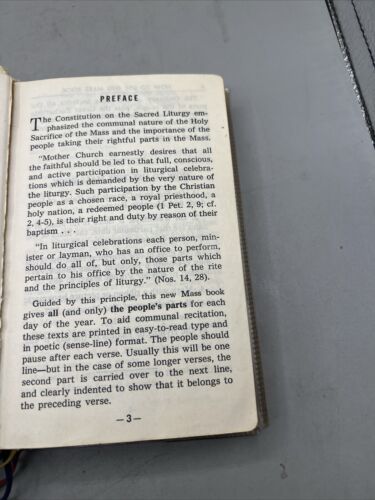 PREFACE
The Constitution on the Sacred Liturgy em-
phasized the communal nature of the Holy
Sacrifice of the Mass and the importance of the
people taking their rightful parts in the Mass.
"Mother Church earnestly desires that all
the faithful should be led to that full, conscious,
and active participation in liturgical celebra-
tions which is demanded by the very nature of
the liturgy. Such participation by the Christian
people as a chosen race, a royal priesthood, a
holy nation, a redeemed people (1 Pet. 2, 9; cf.
2, 4-5), is their right and duty by reason of their
baptism . . .
"In liturgical celebrations each person, min-
ister or layman, who has an office to perform,
should do all of, but only, those parts which
pertain to his office by the nature of the rite
and the principles of liturgy." (Nos. 14, 28).
Guided by this principle, this new Mass book
gives all (and only) the people's parts for each
day of the year. To aid communal recitation,
these texts are printed in easy-to-read type and
in poetic (sense-line) format. The people should
pause after each verse. Usually this will be one
line—but in the case of some longer verses, the
second part is carried over to the next line,
and clearly indented to show that it belongs to
the preceding verse.
—3—